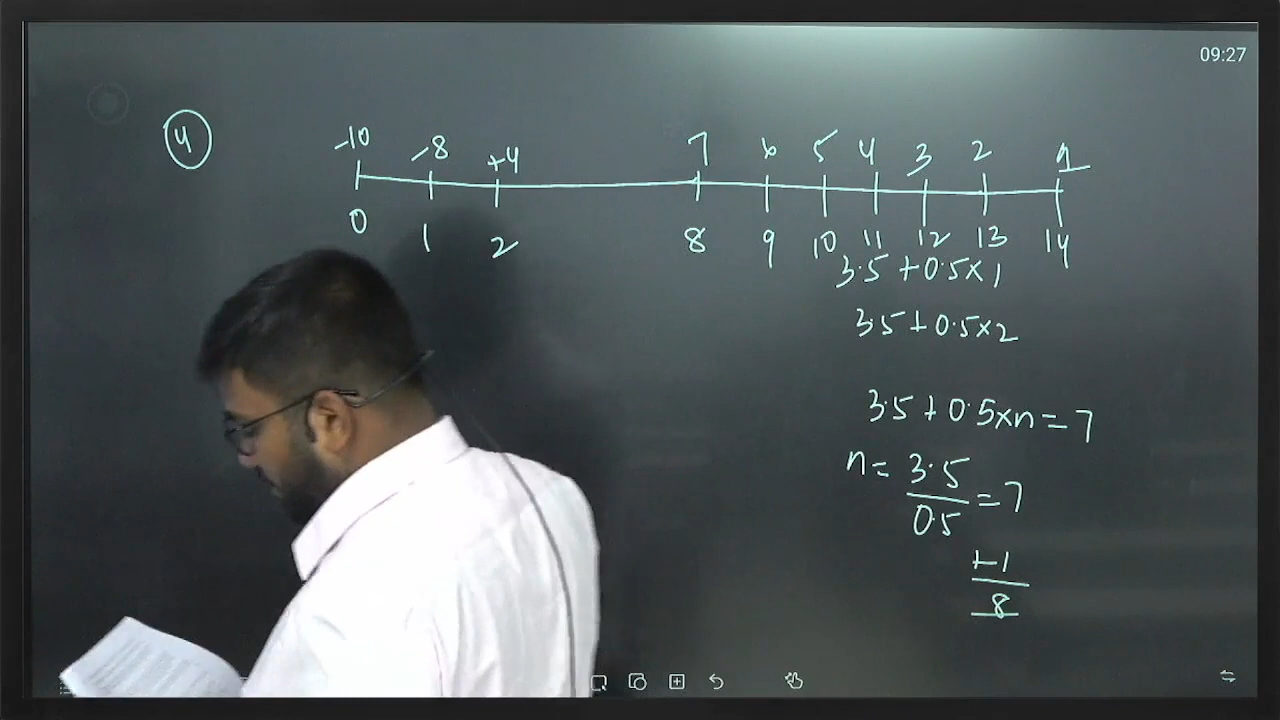 09:27
4
-10 -8 +4 7 6 5 4 3 2 1
0 1 2 8 9 10 11 12 13 14
3.5 + 0.5 × 1
3.5 + 0.5 × 2
3.5 + 0.5 × n = 7
n = 3.5 / 0.5 = 7
+1
8